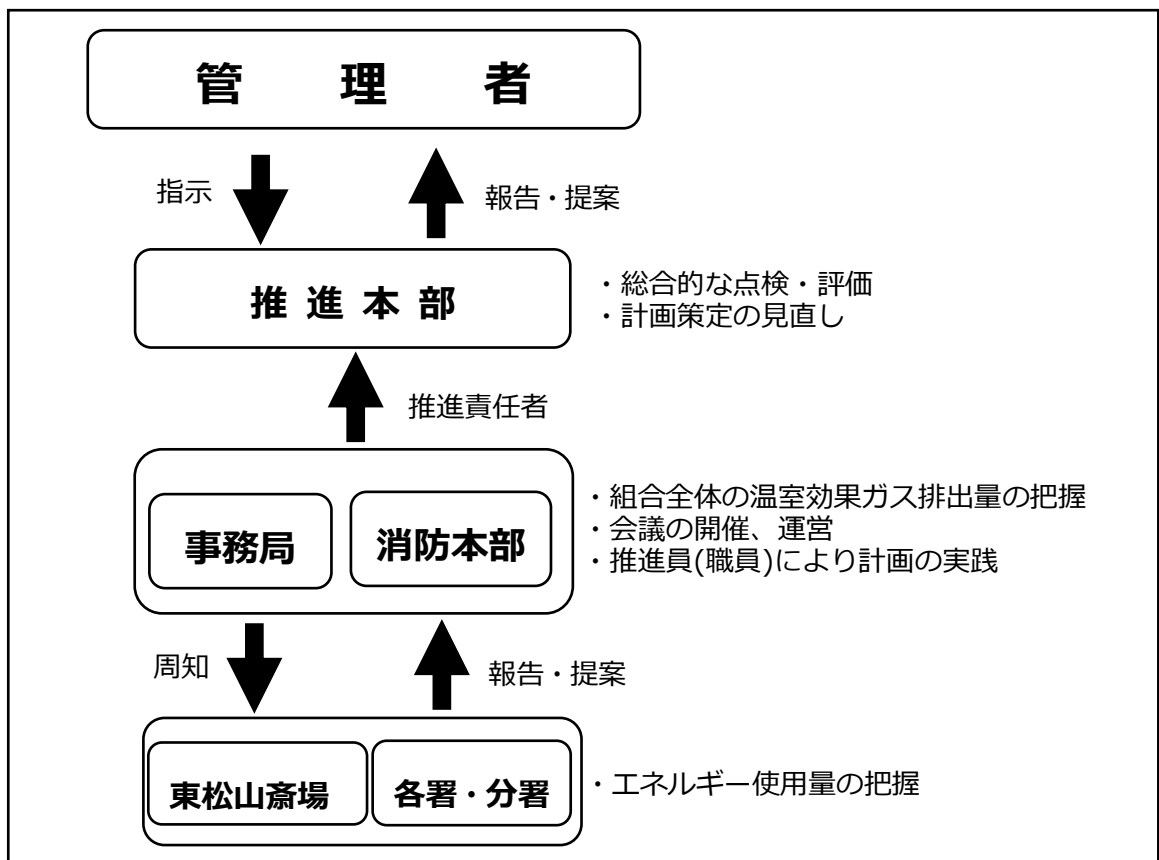 管理者
指示
報告・提案
推進本部
・総合的な点検・評価
・計画策定の見直し
推進責任者
事務局
消防本部
・組合全体の温室効果ガス排出量の把握
・会議の開催、運営
・推進員(職員)により計画の実践
周知
報告・提案
東松山斎場
各署・分署
・エネルギー使用量の把握